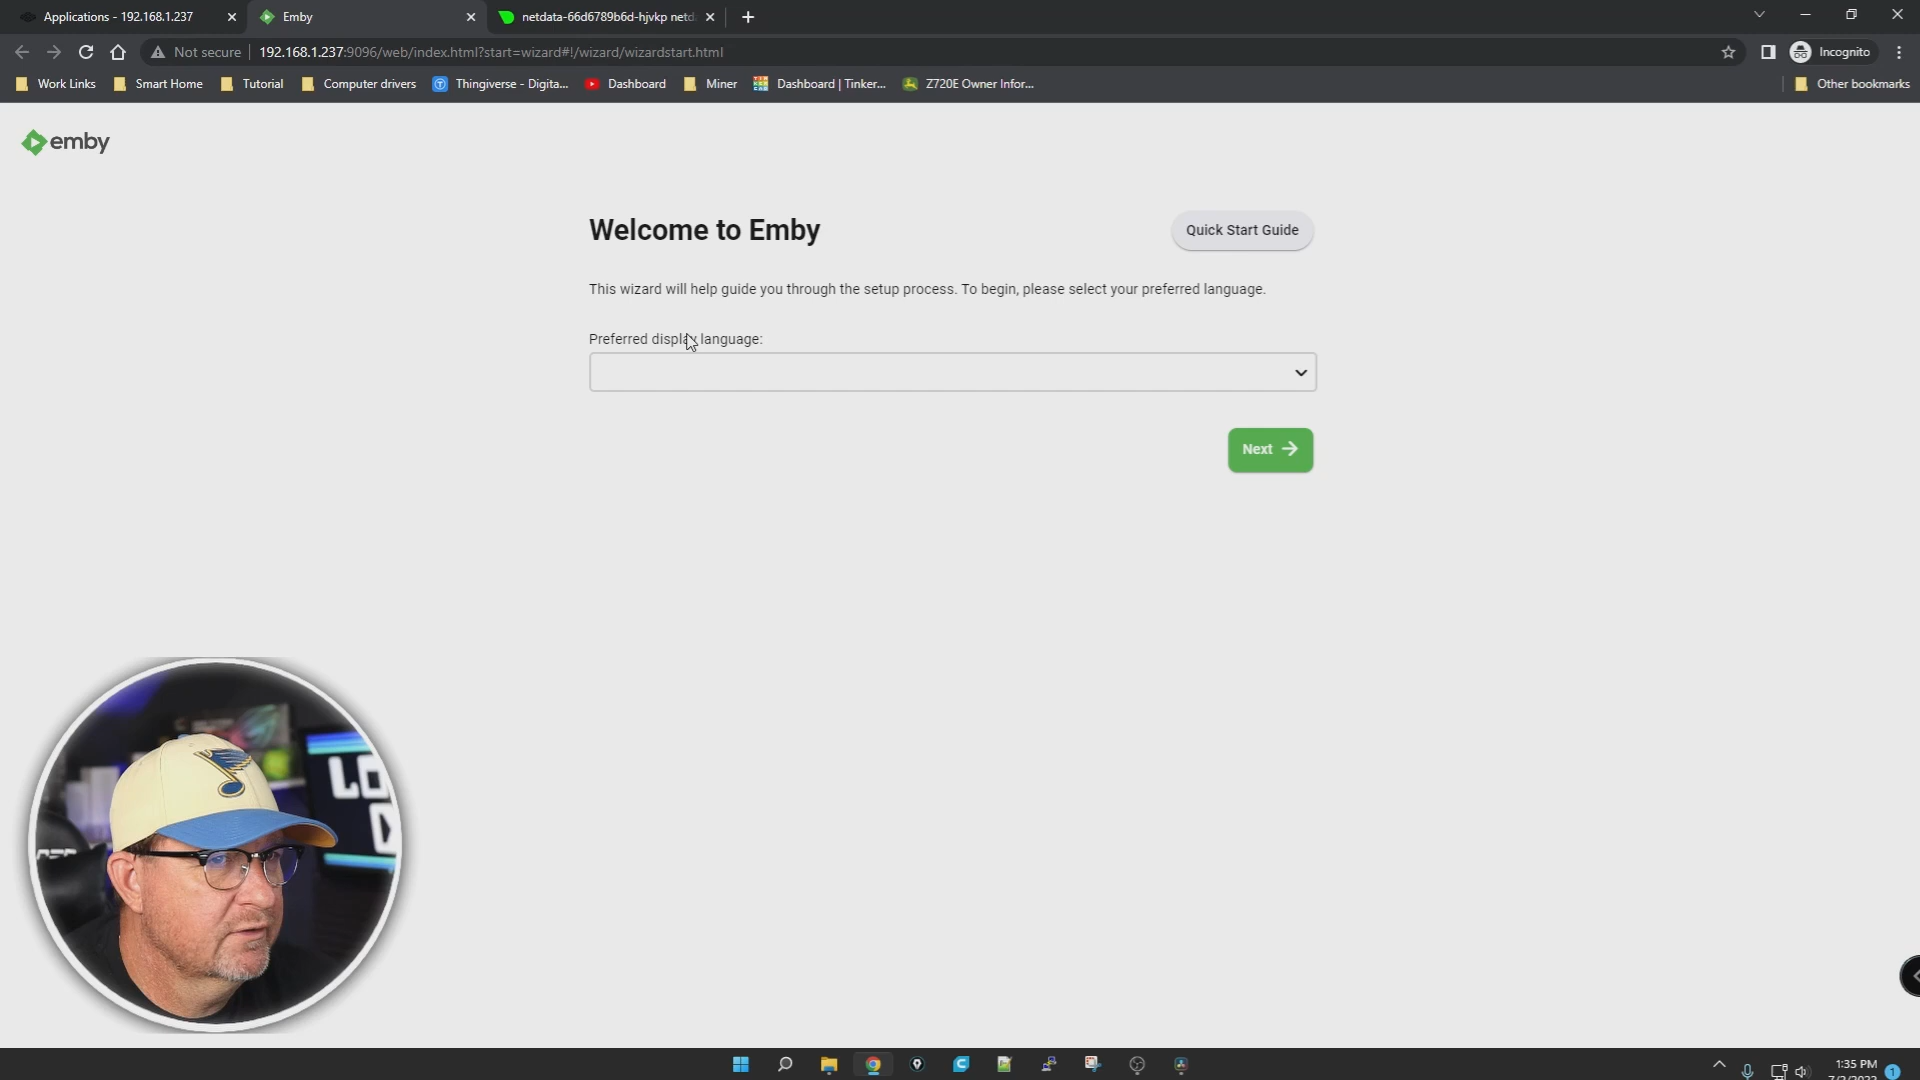 Applications - 192.168.1.237
Emby
netdata-66d6789b6d-hjvkp netd
Not secure
192.168.1.237:9096/web/index.html?start=wizard#!/wizard/wizardstart.html
Incognito
Work Links
Smart Home
Tutorial
Computer drivers
Thingiverse - Digita...
Dashboard
Miner
Dashboard | Tinker...
Z720E Owner Infor...
Other bookmarks
emby
Welcome to Emby
Quick Start Guide
This wizard will help guide you through the setup process. To begin, please select your preferred language.
Preferred display language:
Next
LO
1:35 PM
1